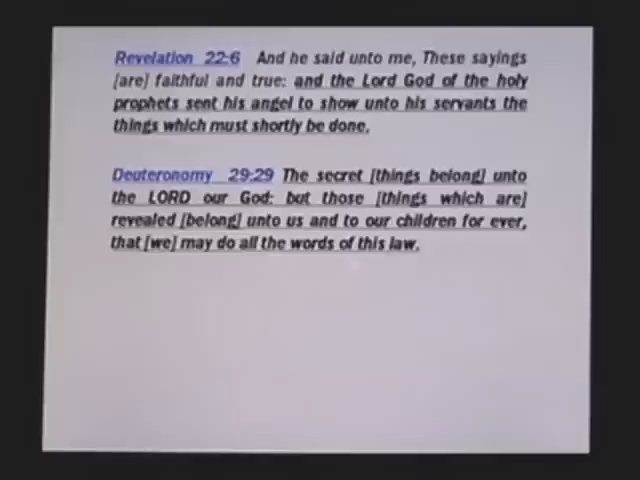 Revelation 22:6 And he said unto me, These sayings
[are] faithful and true: and the Lord God of the holy
prophets sent his angel to show unto his servants the
things which must shortly be done.
Deuteronomy 29:29 The secret [things belong] unto
the LORD our God: but those [things which are]
revealed [belong] unto us and to our children for ever,
that [we] may do all the words of this law.